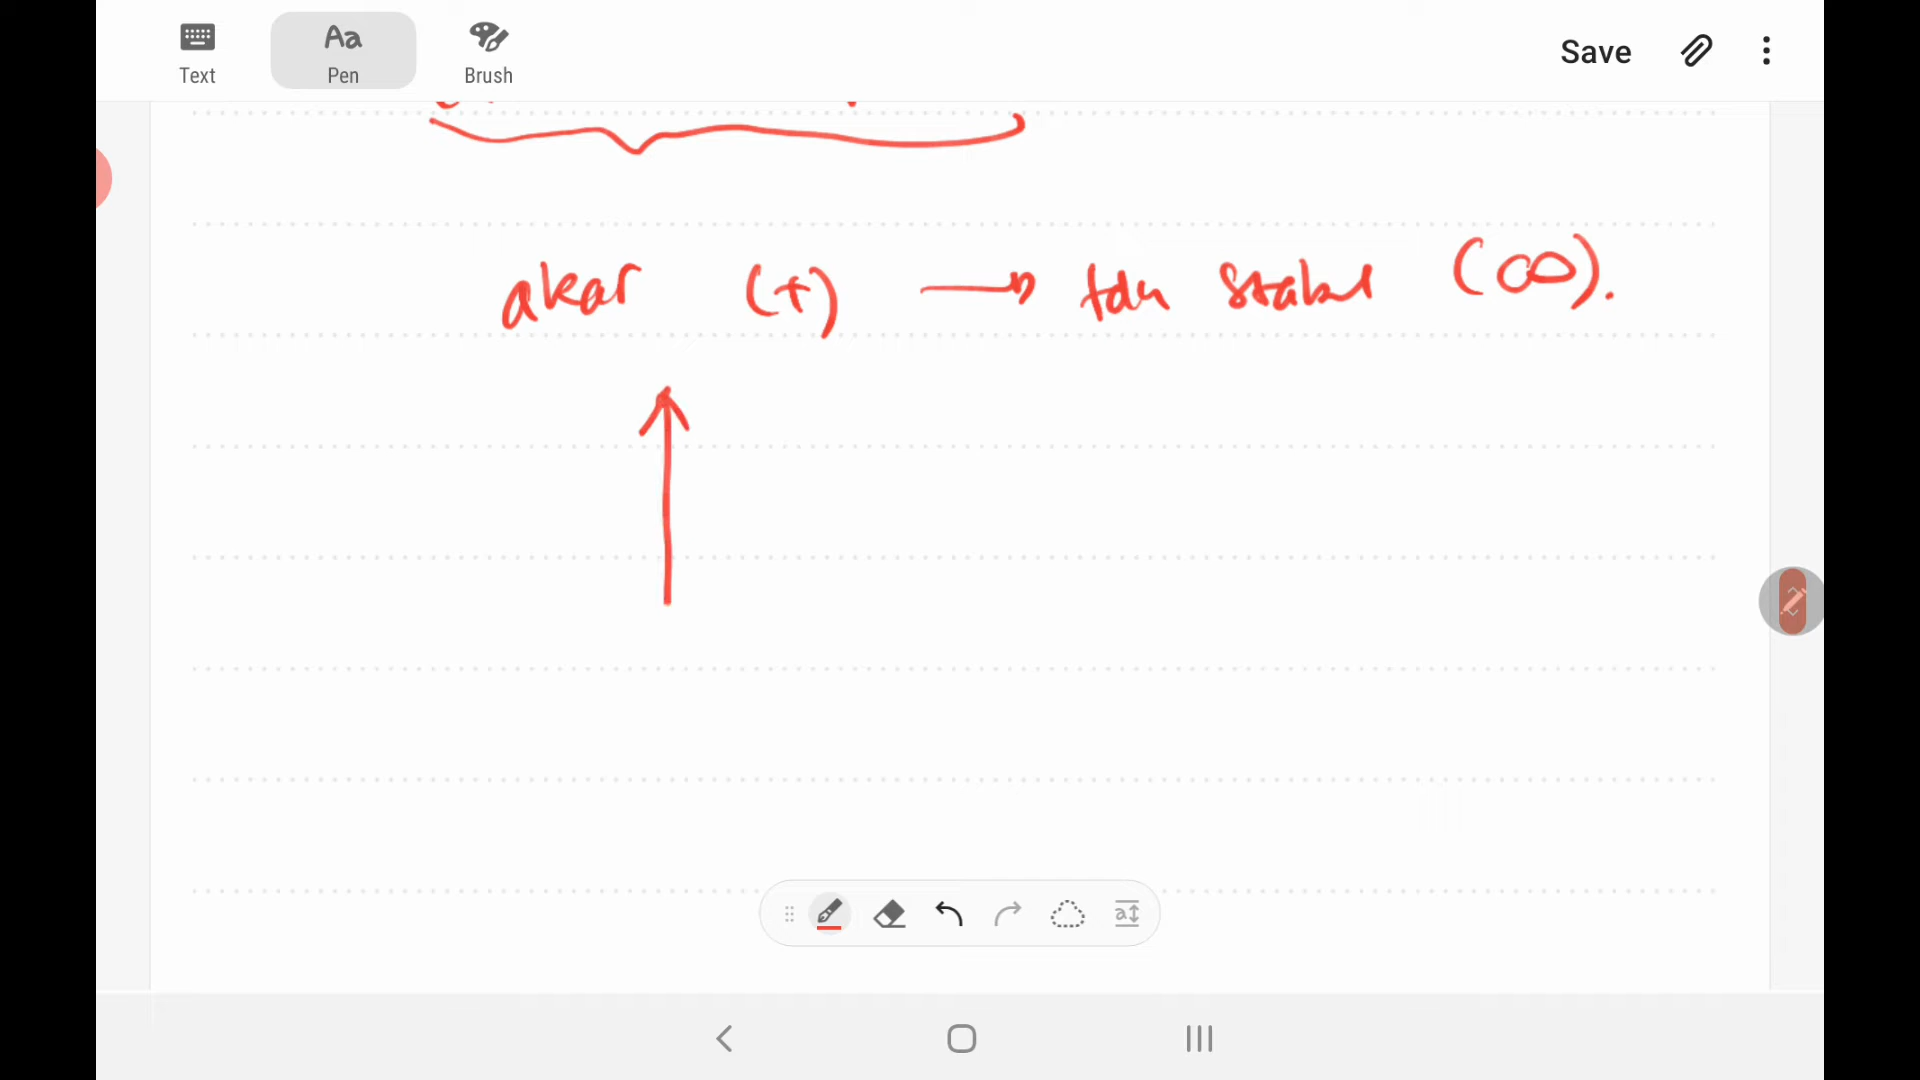 Text Pen Brush Save
akar (+) → tdk stabil (∞).